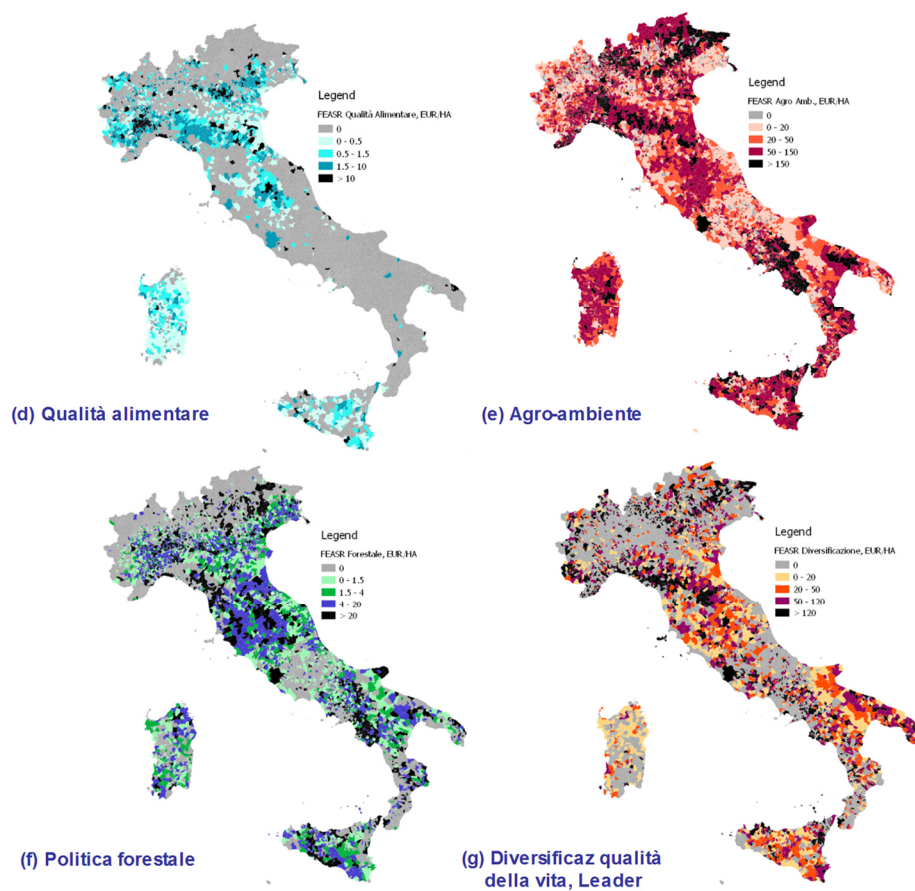 Legend
FEASR Qualità Alimentare, EUR/HA
0
0 - 0.5
0.5 - 1.5
1.5 - 10
> 10
(d) Qualità alimentare
Legend
FEASR Agro Amb., EUR/HA
0
0 - 20
20 - 50
50 - 150
> 150
(e) Agro-ambiente
Legend
FEASR Forestale, EUR/HA
0
0 - 1.5
1.5 - 4
4 - 20
> 20
(f) Politica forestale
Legend
FEASR Diversificazione, EUR/HA
0
0 - 20
20 - 50
50 - 120
> 120
(g) Diversificaz qualità
della vita, Leader